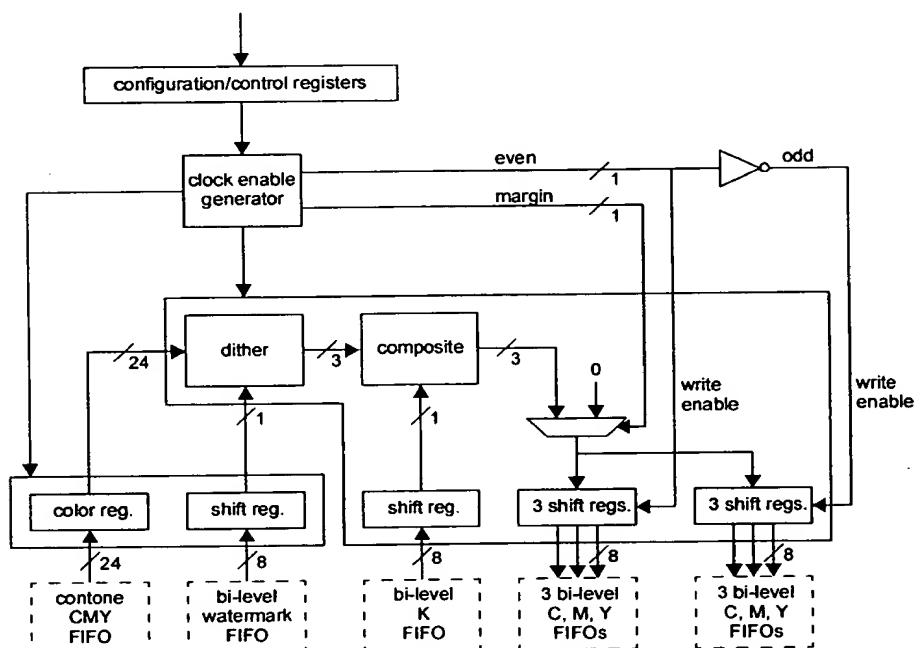 configuration/control registers
clock enable
generator
even
1
odd
margin
1
dither
composite
24
3
3
0
1
1
write
enable
write
enable
color reg.
shift reg.
shift reg.
3 shift regs.
3 shift regs.
24
8
8
8
8
contone
CMY
FIFO
bi-level
watermark
FIFO
bi-level
K
FIFO
3 bi-level
C, M, Y
FIFOs
3 bi-level
C, M, Y
FIFOs